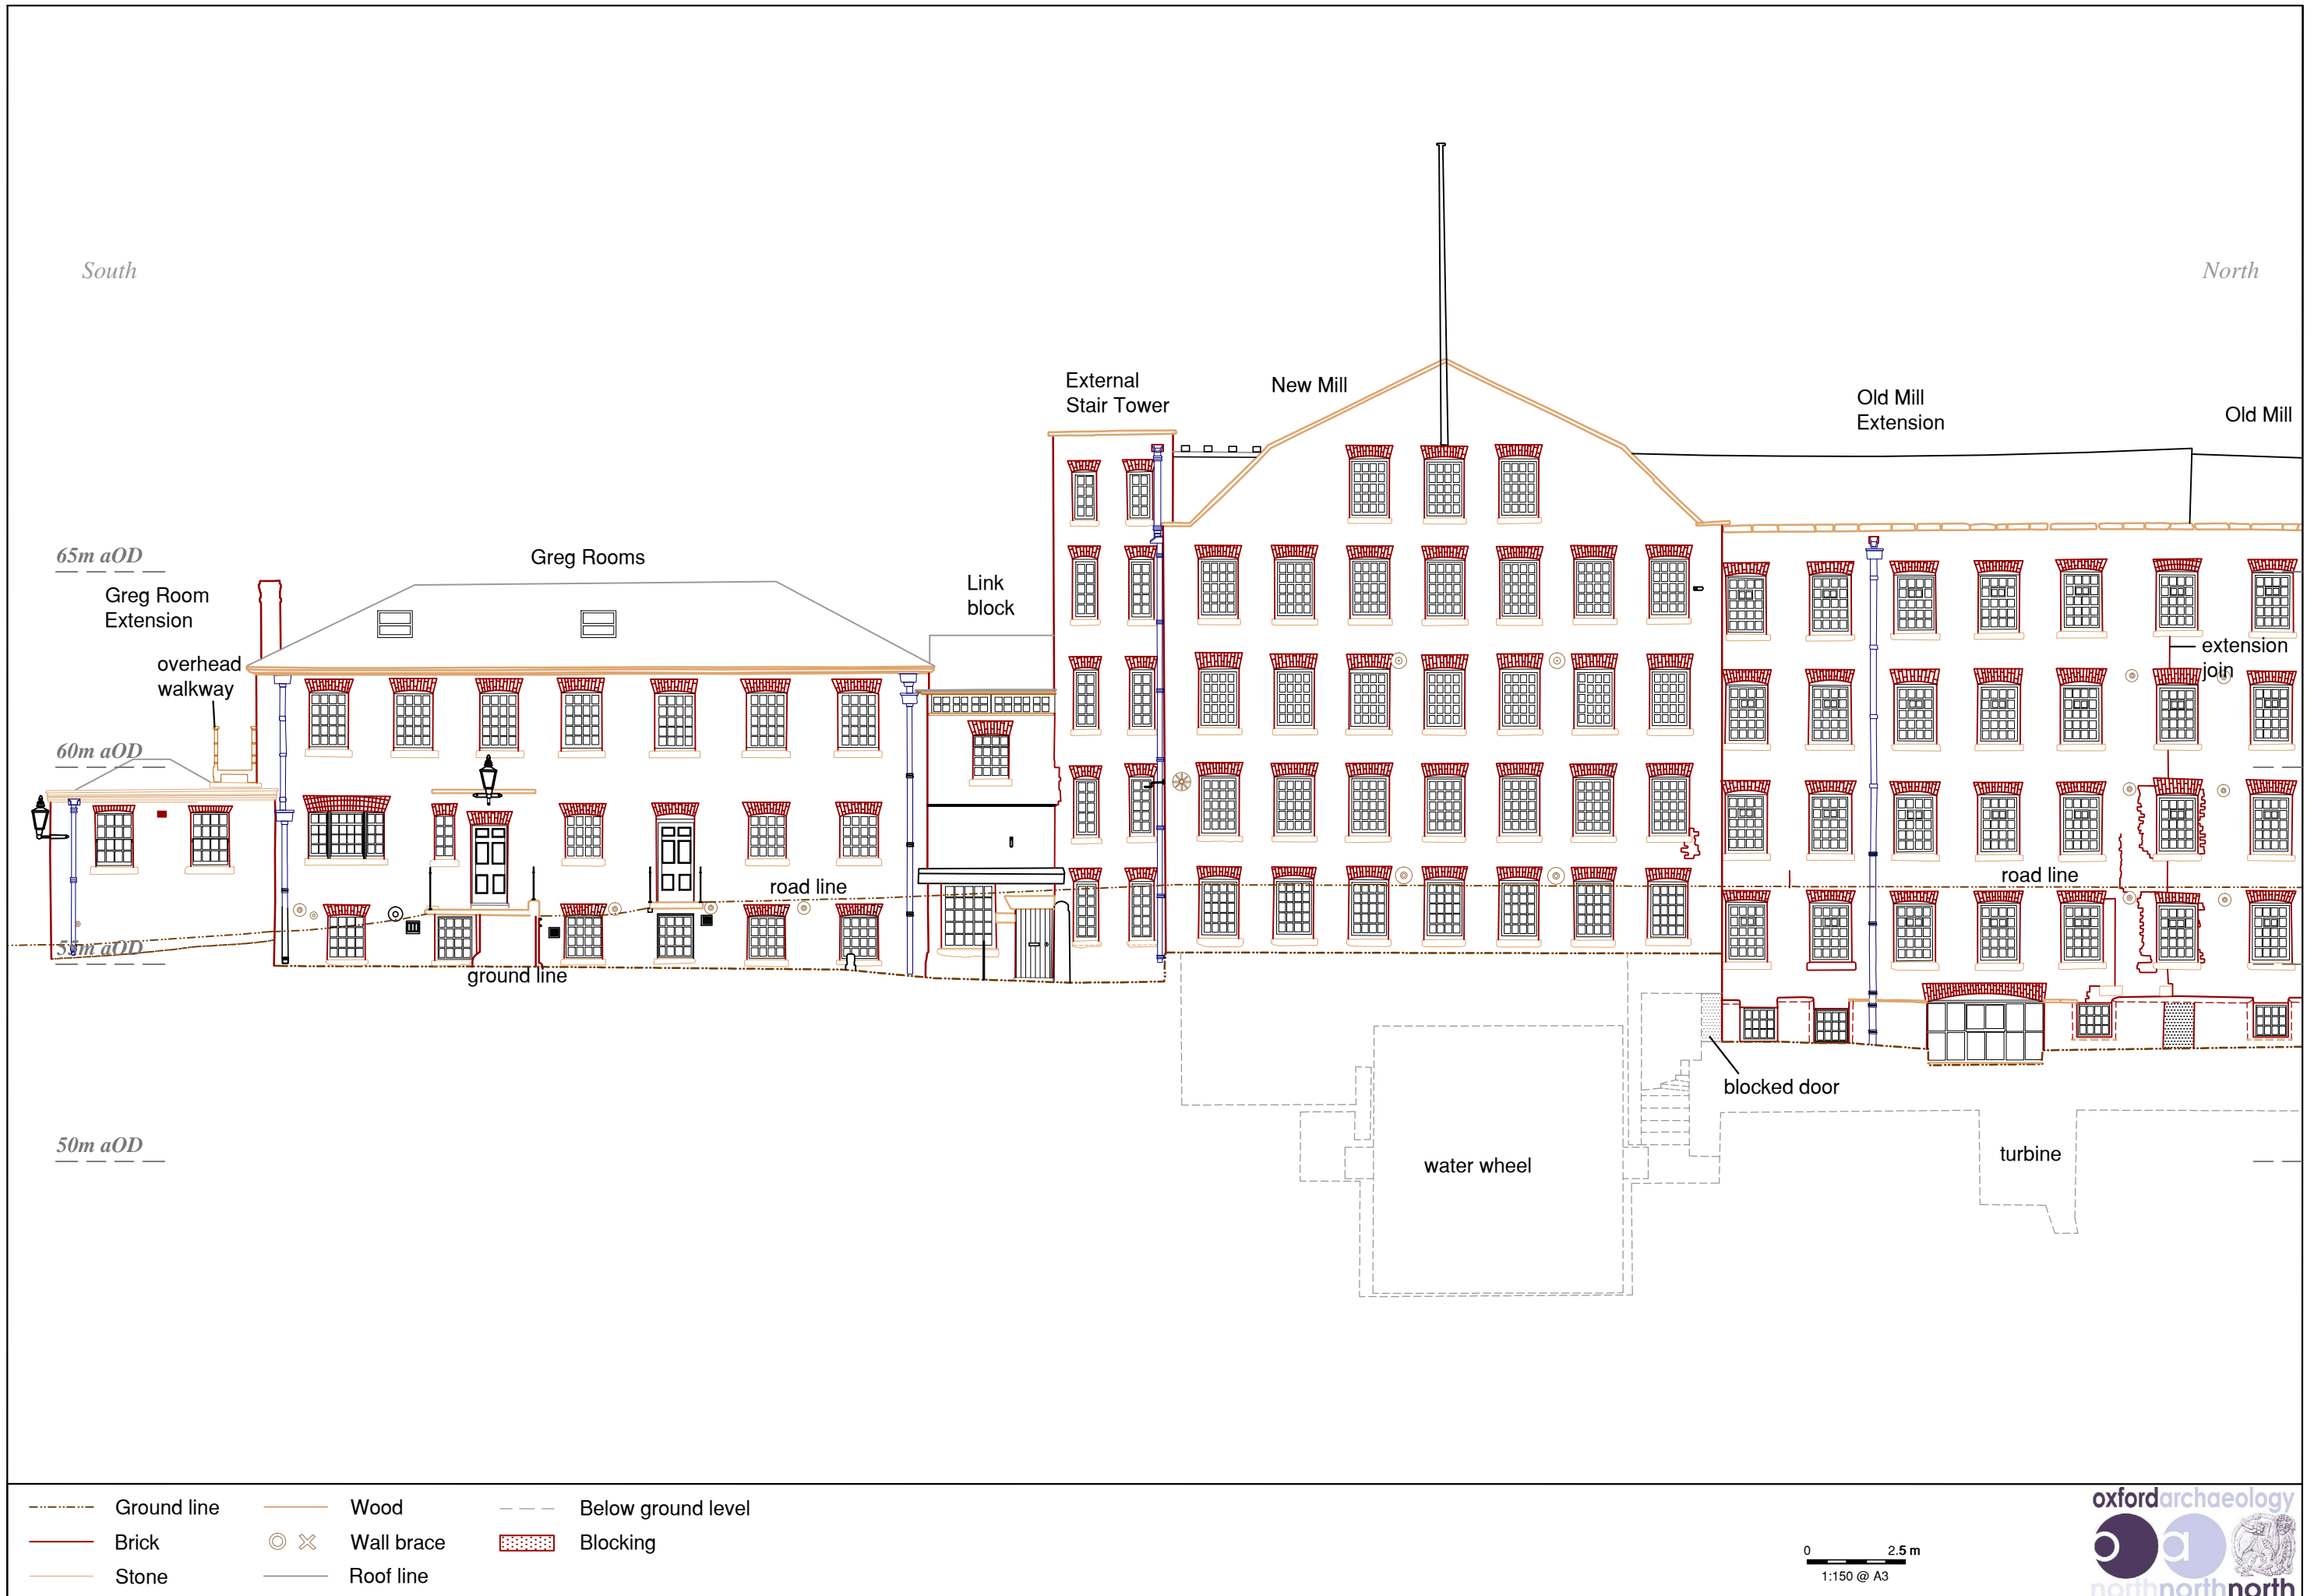 South
North
External
Stair Tower
New Mill
Old Mill
Extension
Old Mill
65m aOD
Greg Rooms
Greg Room
Extension
Link
block
overhead
walkway
extension
join
60m aOD
road line
road line
55m aOD
ground line
blocked door
50m aOD
water wheel
turbine
Ground line
Wood
Below ground level
Brick
Wall brace
Blocking
Stone
Roof line
0 2.5 m
1:150 @ A3
oxfordarchaeology
oa
northnorthnorth